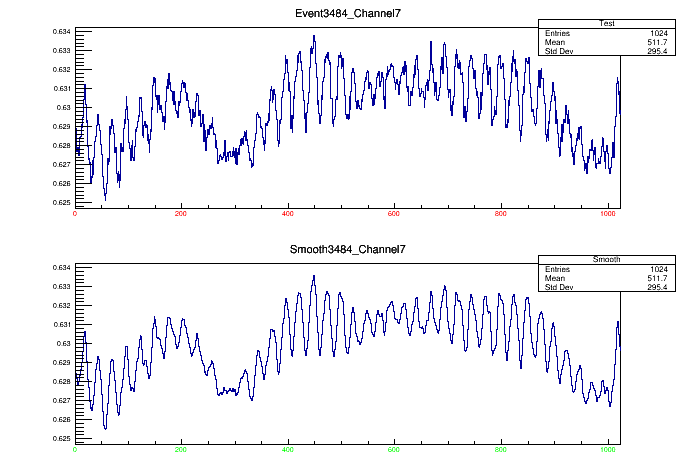 Event3484_Channel7
Test
Entries 1024
Mean 511.7
Std Dev 295.4
0.634
0.633
0.632
0.631
0.63
0.629
0.628
0.627
0.626
0.625
0 200 400 600 800 1000
Smooth3484_Channel7
Smooth
Entries 1024
Mean 511.7
Std Dev 295.4
0.634
0.633
0.632
0.631
0.63
0.629
0.628
0.627
0.626
0.625
0 200 400 600 800 1000